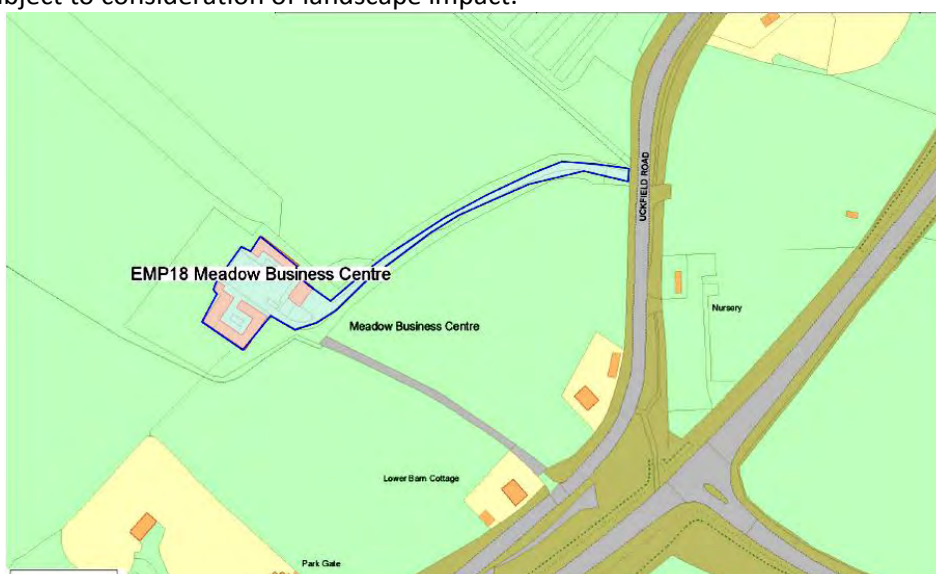 bject to consideration of landscape impact.
UCKFIELD ROAD
EMP18 Meadow Business Centre
Nursery
Meadow Business Centre
Lower Barn Cottage
Park Gate